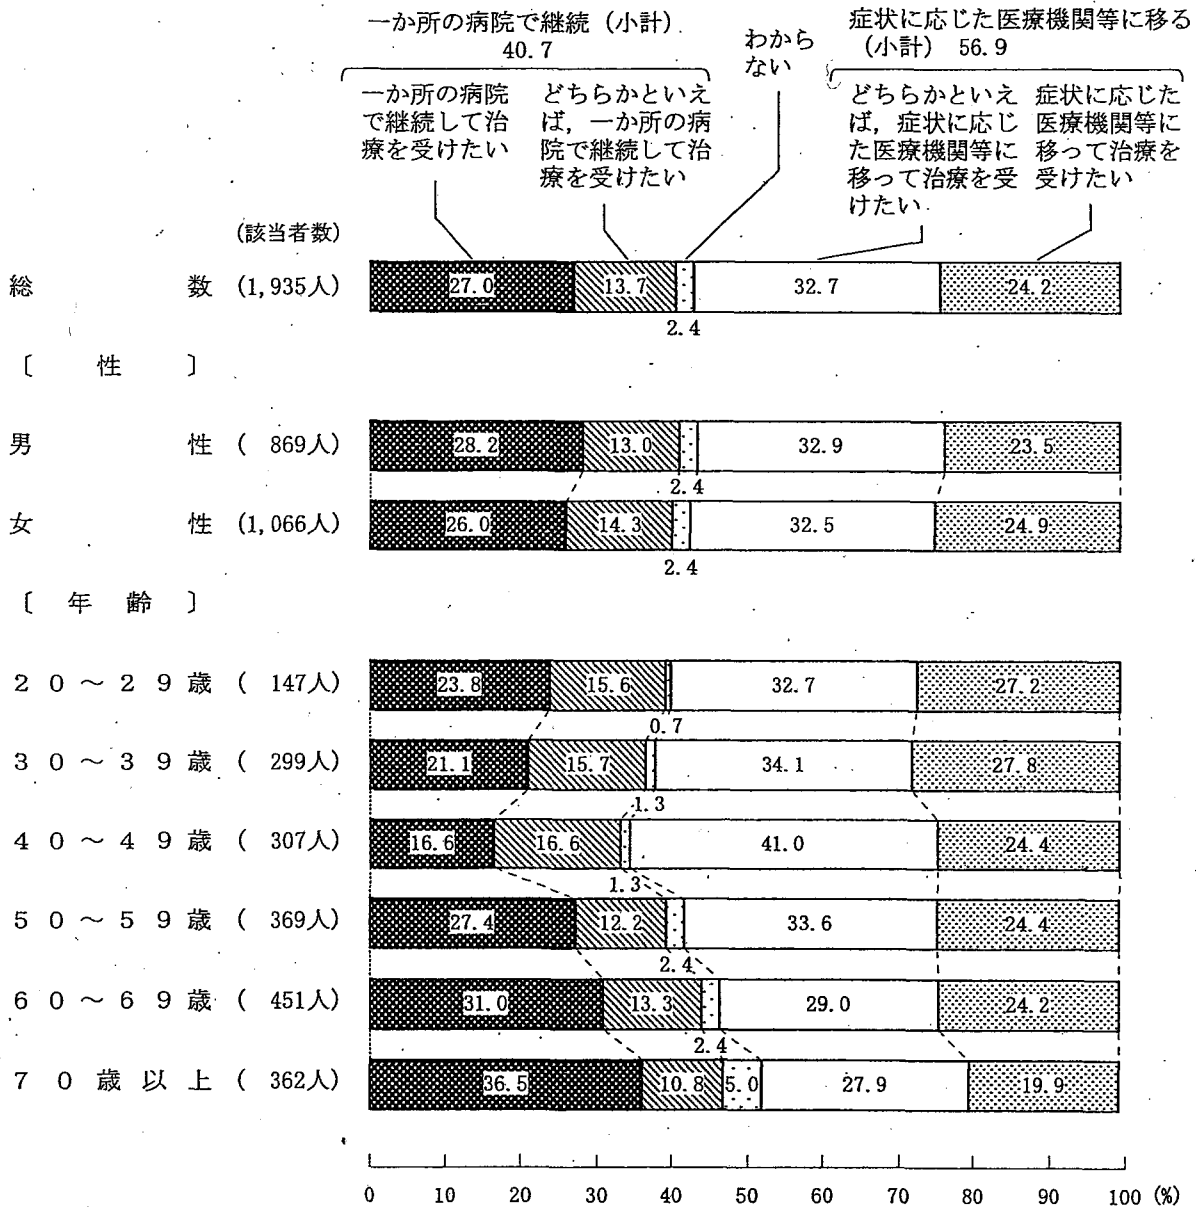 一か所の病院で継続（小計）
40.7
一か所の病院
で継続して治
療を受けたい
どちらかといえ
ば，一か所の病
院で継続して治
療を受けたい
わから
ない
症状に応じた医療機関等に移る
（小計） 56.9
どちらかといえ
ば，症状に応じ
た医療機関等に
移って治療を受
けたい
症状に応じた
医療機関等に
移って治療を
受けたい
(該当者数)
総 数 (1,935人) 27.0 13.7 32.7 24.2
2.4
〔 性 〕
男 性 ( 869人) 28.2 13.0 32.9 23.5
2.4
女 性 (1,066人) 26.0 14.3 32.5 24.9
2.4
〔 年 齢 〕
２０～２９歳 ( 147人) 23.8 15.6 32.7 27.2
0.7
３０～３９歳 ( 299人) 21.1 15.7 34.1 27.8
1.3
４０～４９歳 ( 307人) 16.6 16.6 41.0 24.4
1.3
５０～５９歳 ( 369人) 27.4 12.2 33.6 24.4
2.4
６０～６９歳 ( 451人) 31.0 13.3 29.0 24.2
2.4
７０歳以上 ( 362人) 36.5 10.8 5.0 27.9 19.9
0 10 20 30 40 50 60 70 80 90 100 (%)